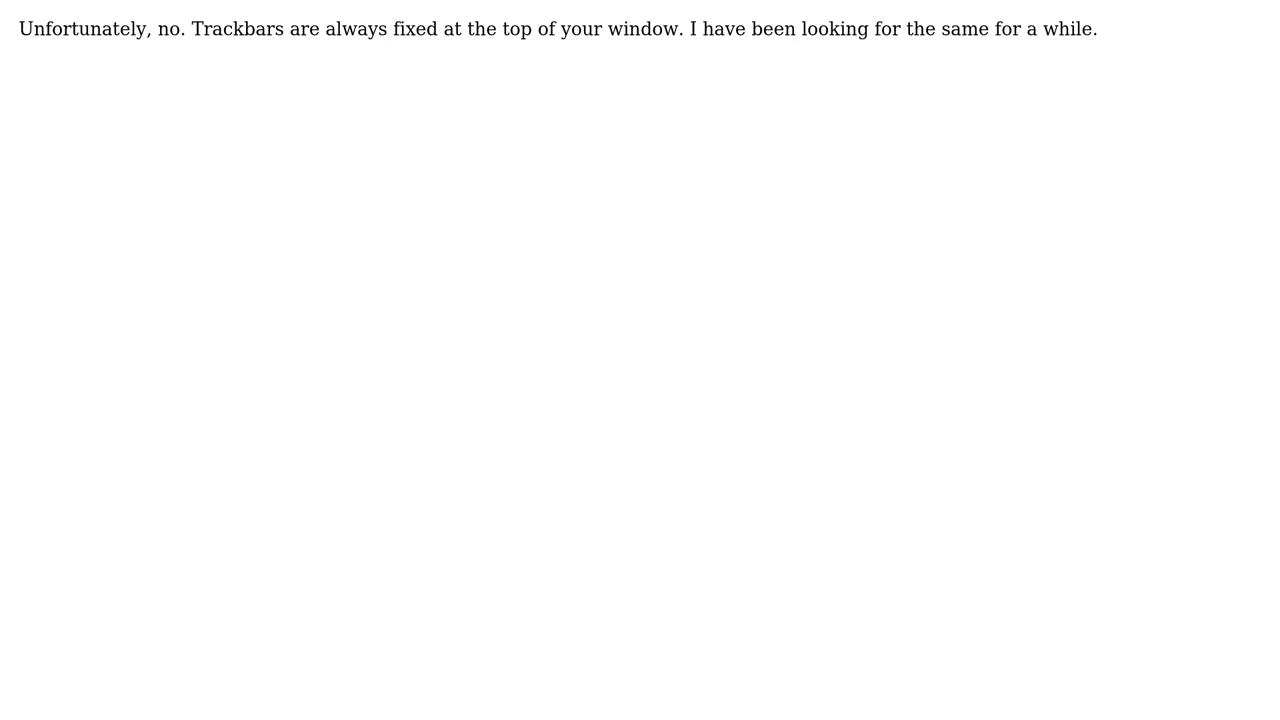 Unfortunately, no. Trackbars are always fixed at the top of your window. I have been looking for the same for a while.